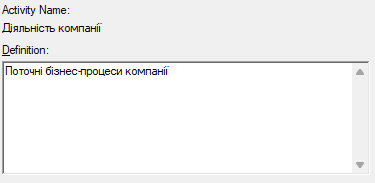 Activity Name:
Діяльність компанії
Definition:
Поточні бізнес-процеси компанії